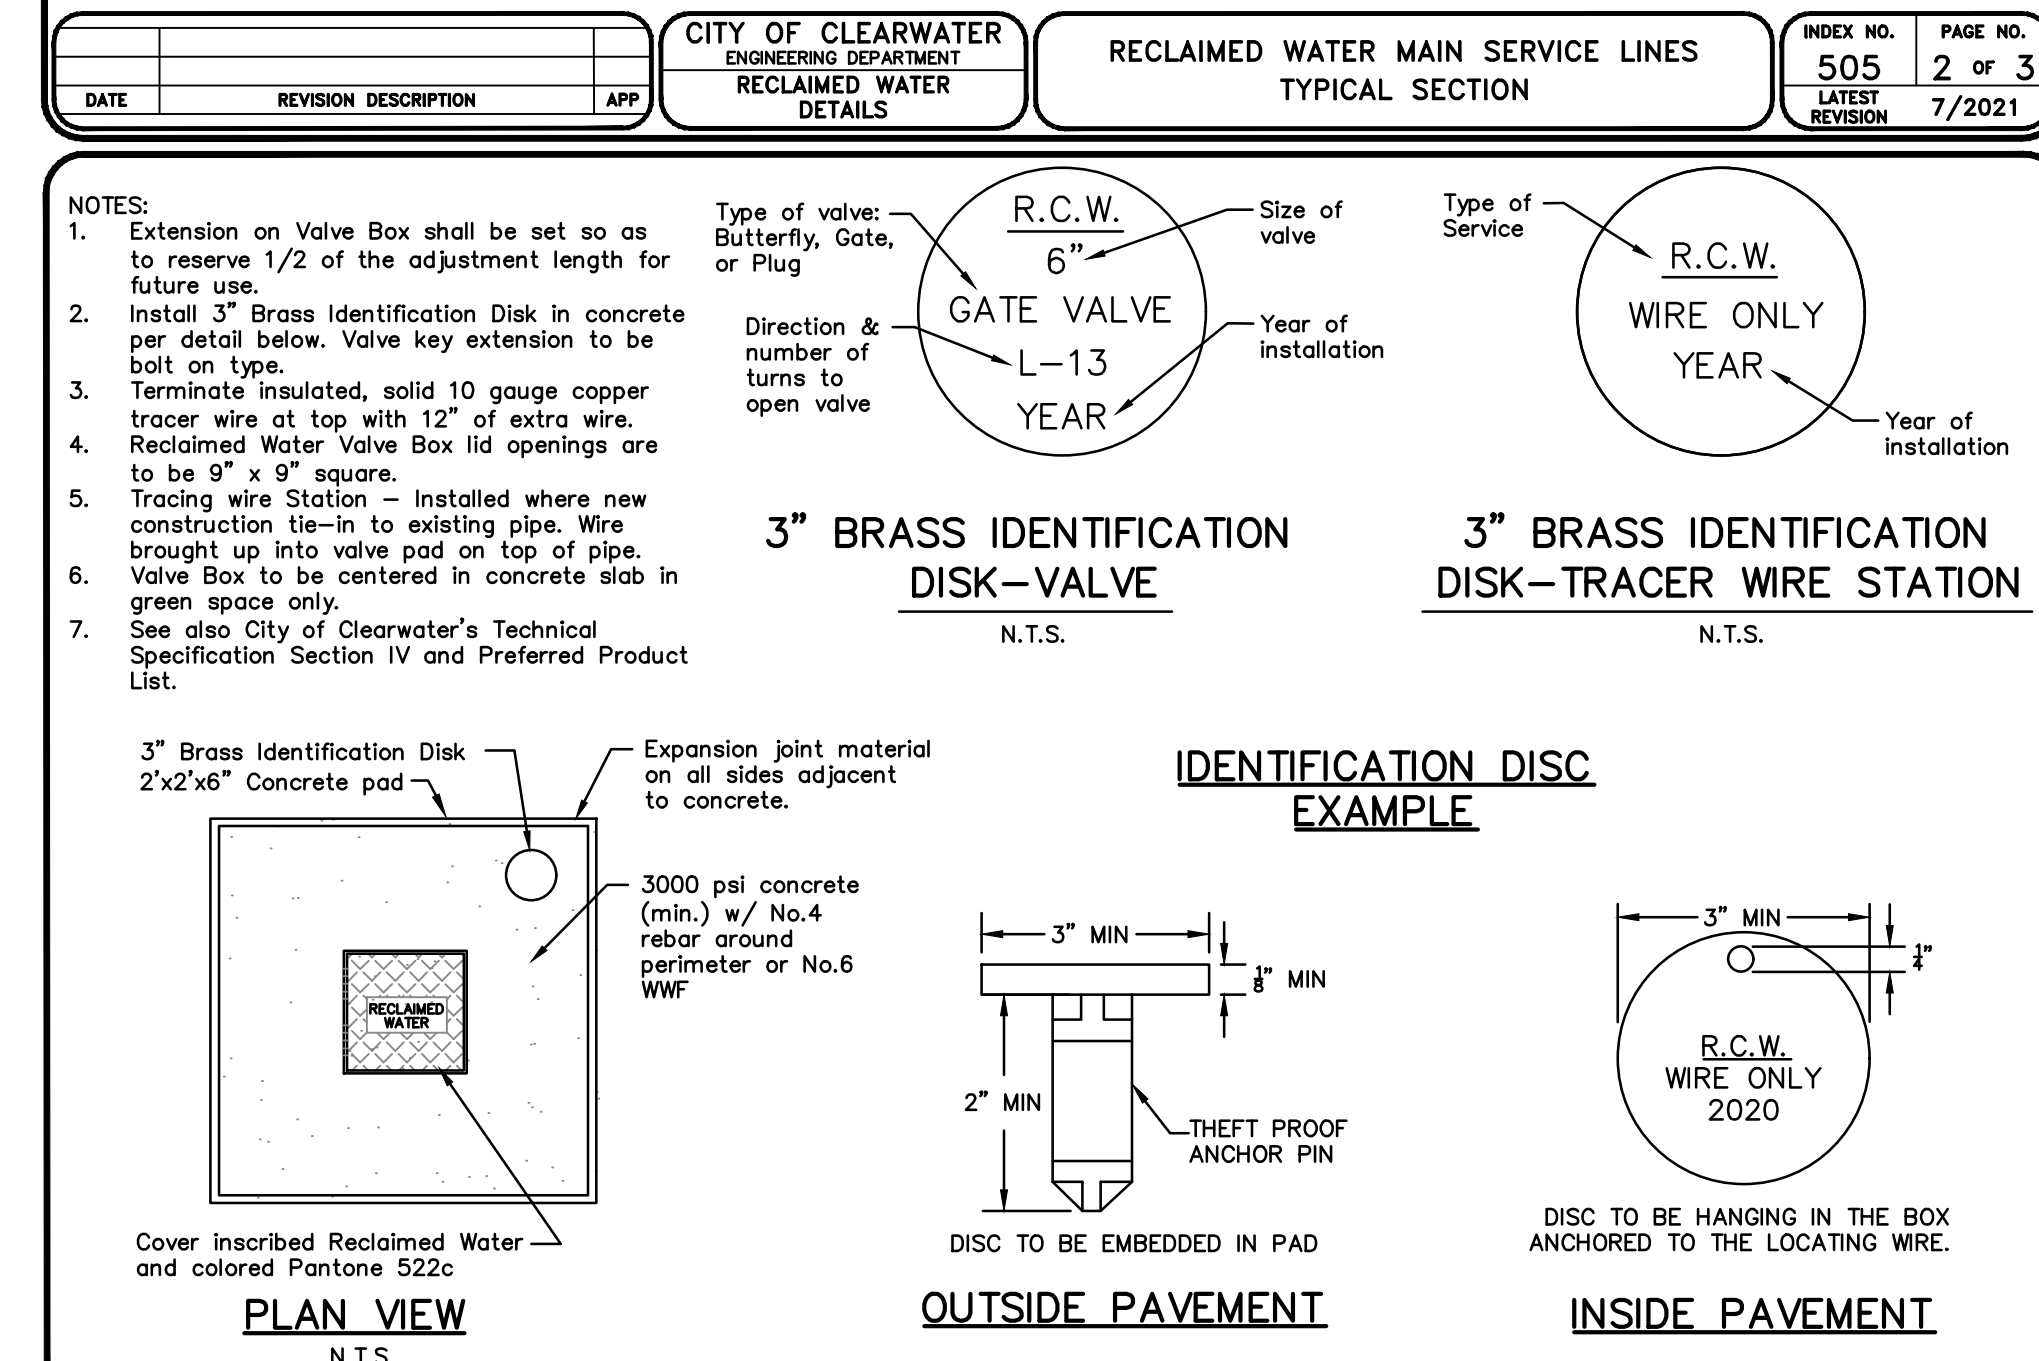 DATE
REVISION DESCRIPTION
APP
CITY OF CLEARWATER
ENGINEERING DEPARTMENT
RECLAIMED WATER
DETAILS
RECLAIMED WATER MAIN SERVICE LINES
TYPICAL SECTION
INDEX NO.
505
PAGE NO.
2 OF 3
LATEST
REVISION
7/2021
NOTES:
1. Extension on Valve Box shall be set so as
to reserve 1/2 of the adjustment length for
future use.
2. Install 3" Brass Identification Disk in concrete
per detail below. Valve key extension to be
bolt on type.
3. Terminate insulated, solid 10 gauge copper
tracer wire at top with 12" of extra wire.
4. Reclaimed Water Valve Box lid openings are
to be 9" x 9" square.
5. Tracing wire Station – Installed where new
construction tie–in to existing pipe. Wire
brought up into valve pad on top of pipe.
6. Valve Box to be centered in concrete slab in
green space only.
7. See also City of Clearwater's Technical
Specification Section IV and Preferred Product
List.
Type of valve:
Butterfly, Gate,
or Plug
Direction &
number of
turns to
open valve
R.C.W.
6"
GATE VALVE
L–13
YEAR
Size of
valve
Year of
installation
3" BRASS IDENTIFICATION
DISK–VALVE
N.T.S.
Type of
Service
R.C.W.
WIRE ONLY
YEAR
Year of
installation
3" BRASS IDENTIFICATION
DISK–TRACER WIRE STATION
N.T.S.
3" Brass Identification Disk
2'x2'x6" Concrete pad
Expansion joint material
on all sides adjacent
to concrete.
3000 psi concrete
(min.) w/ No.4
rebar around
perimeter or No.6
WWF
RECLAIMED
WATER
Cover inscribed Reclaimed Water
and colored Pantone 522c
PLAN VIEW
N.T.S.
IDENTIFICATION DISC
EXAMPLE
3" MIN
1/8" MIN
2" MIN
THEFT PROOF
ANCHOR PIN
DISC TO BE EMBEDDED IN PAD
OUTSIDE PAVEMENT
3" MIN
1/4"
R.C.W.
WIRE ONLY
2020
DISC TO BE HANGING IN THE BOX
ANCHORED TO THE LOCATING WIRE.
INSIDE PAVEMENT